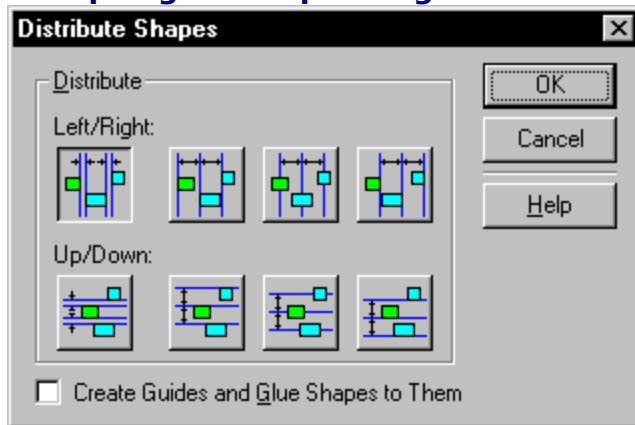 Distribute Shapes
Distribute
OK
Left/Right:
Cancel
Help
Up/Down:
Create Guides and Glue Shapes to Them